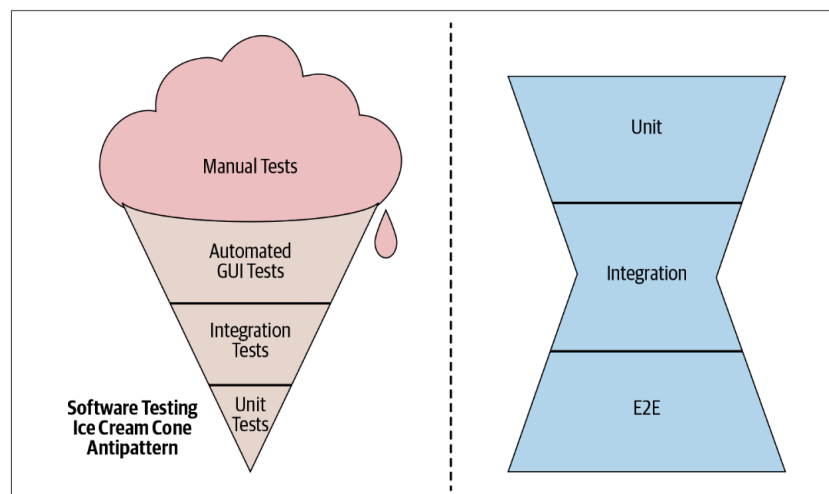 Manual Tests
Automated
GUI Tests
Integration
Tests
Unit
Tests
Software Testing
Ice Cream Cone
Antipattern
Unit
Integration
E2E